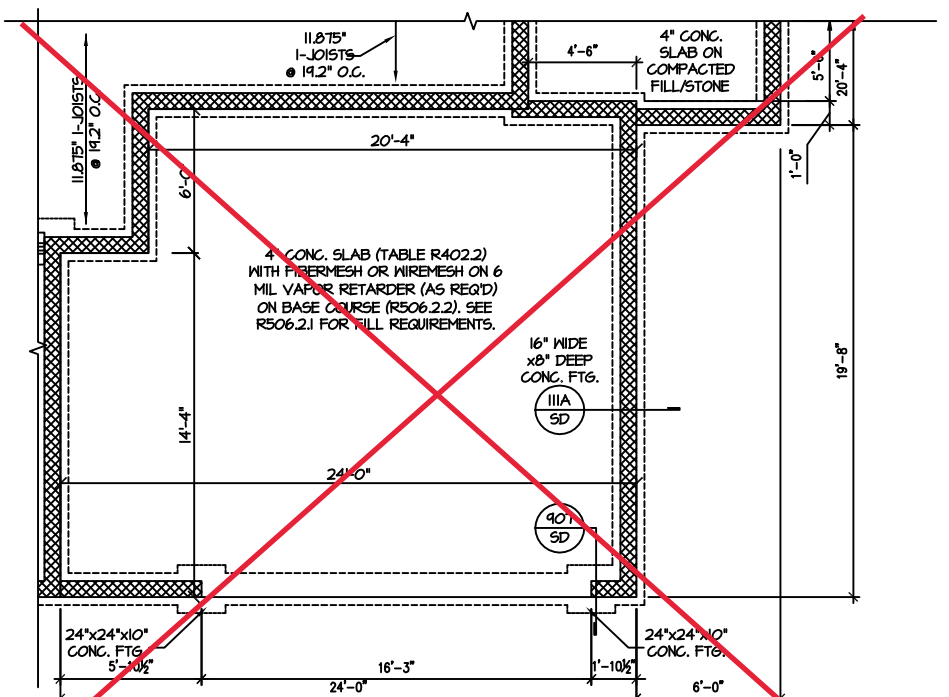 11.875"
I-JOISTS
@ 19.2" O.C.
4'-6"
4" CONC.
SLAB ON
COMPACTED
FILL/STONE
20'-4"
11.875" I-JOISTS
@ 19.2" O.C.
20'-4"
1'-0"
4" CONC. SLAB (TABLE R402.2)
WITH FIBERMESH OR WIREMESH ON 6
MIL VAPOR RETARDER (AS REQ'D)
ON BASE COURSE (R506.2.2). SEE
R506.2.1 FOR FILL REQUIREMENTS.
16" WIDE
x8" DEEP
CONC. FTG.
111A
SD
19'-8"
14'-4"
24'-0"
SD
24"x24"x10"
CONC. FTG.
24"x24"x10"
CONC. FTG.
5'-10½"
16'-3"
1'-10½"
24'-0"
6'-0"